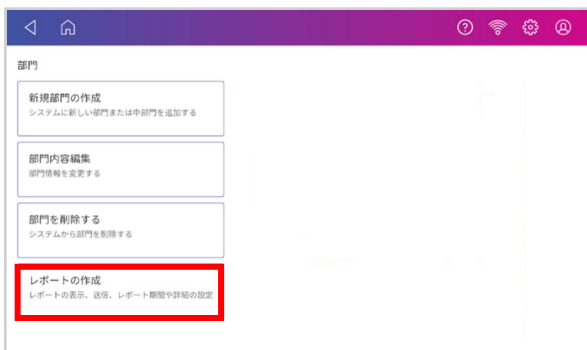 部門
新規部門の作成
システムに新しい部門または中部門を追加する
部門内容編集
部門情報を変更する
部門を削除する
システムから部門を削除する
レポートの作成
レポートの表示、送信、レポート期間や詳細の設定